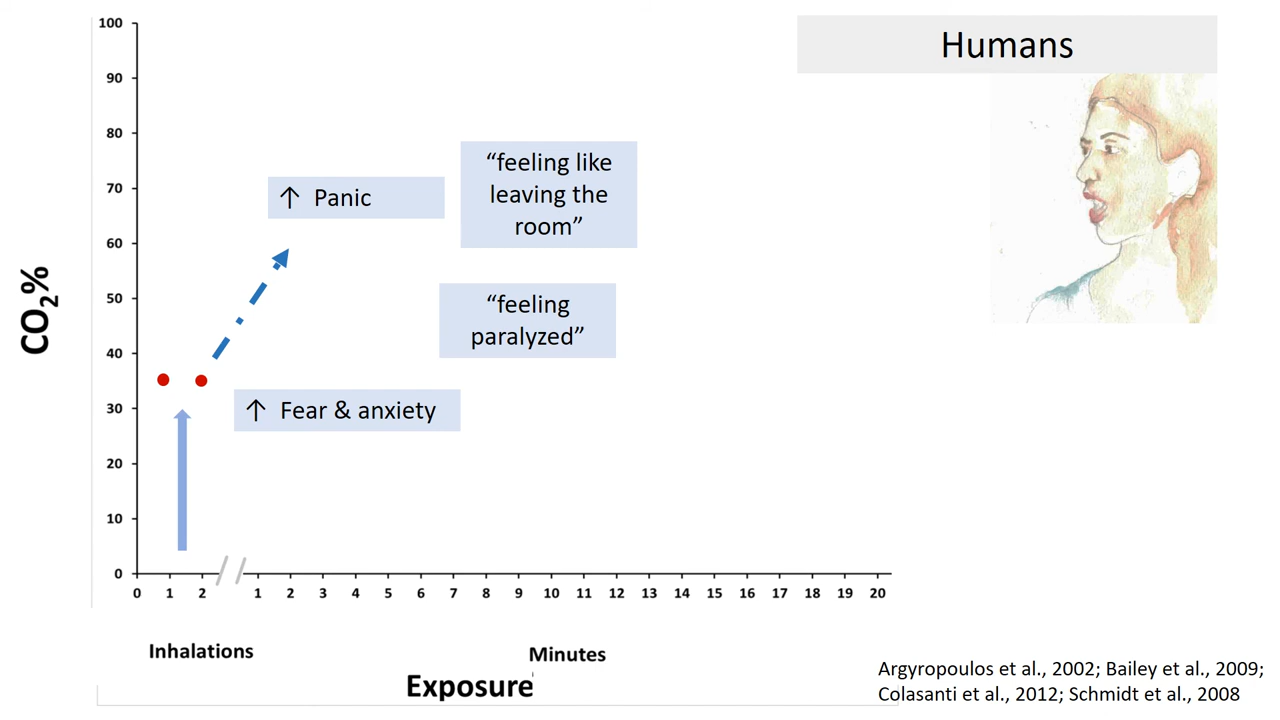 Humans
100
90
80
70
60
50
40
30
20
10
0
CO₂%
↑ Panic
“feeling like
leaving the
room”
“feeling
paralyzed”
↑ Fear & anxiety
0 1 2 1 2 3 4 5 6 7 8 9 10 11 12 13 14 15 16 17 18 19 20
Inhalations
Minutes
Exposure
Argyropoulos et al., 2002; Bailey et al., 2009;
Colasanti et al., 2012; Schmidt et al., 2008